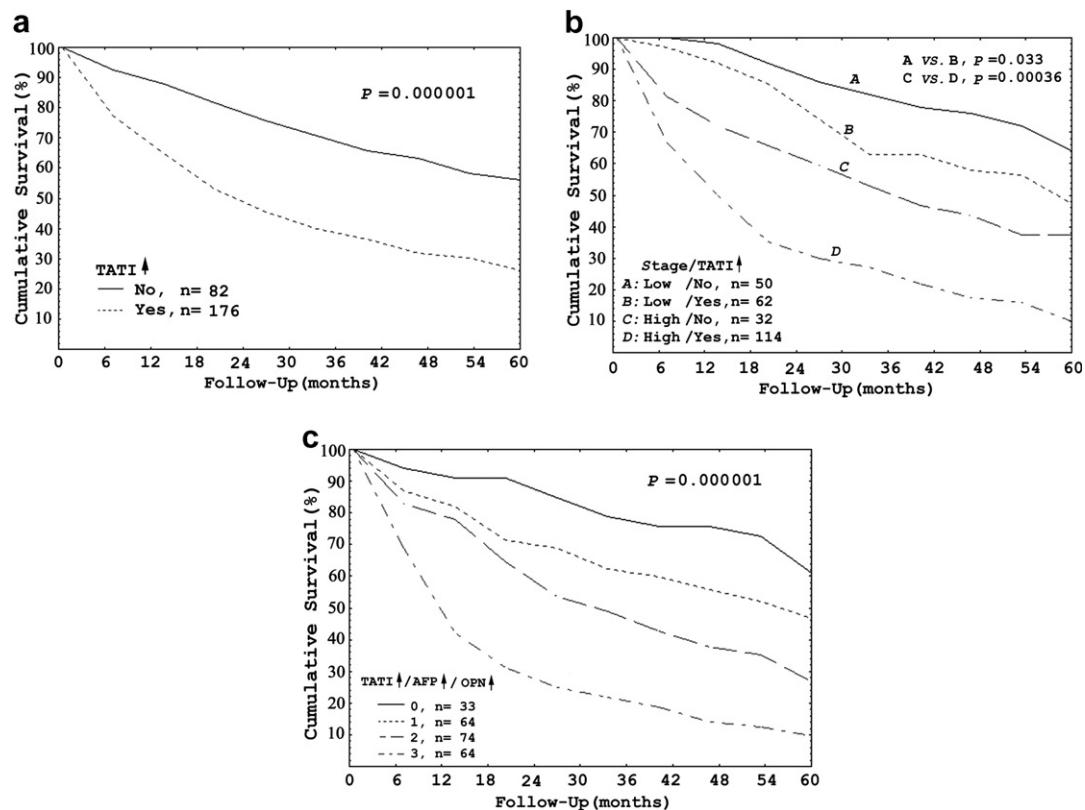 a
Cumulative Survival(%)
100
90
80
70
60
50
40
30
20
10
P=0.000001
TATI↑
No, n= 82
Yes,n= 176
0 6 12 18 24 30 36 42 48 54 60
Follow-Up(months)
b
Cumulative Survival(%)
100
90
80
70
60
50
40
30
20
10
A vs.B, P=0.033
C vs.D, P=0.00036
A
B
C
D
Stage/TATI↑
A: Low /No, n= 50
B: Low /Yes,n= 62
C: High/No, n= 32
D: High/Yes,n= 114
0 6 12 18 24 30 36 42 48 54 60
Follow-Up(months)
c
Cumulative Survival(%)
100
90
80
70
60
50
40
30
20
10
P=0.000001
TATI↑/AFP↑/OPN↑
0, n= 33
1, n= 64
2, n= 74
3, n= 64
0 6 12 18 24 30 36 42 48 54 60
Follow-Up(months)